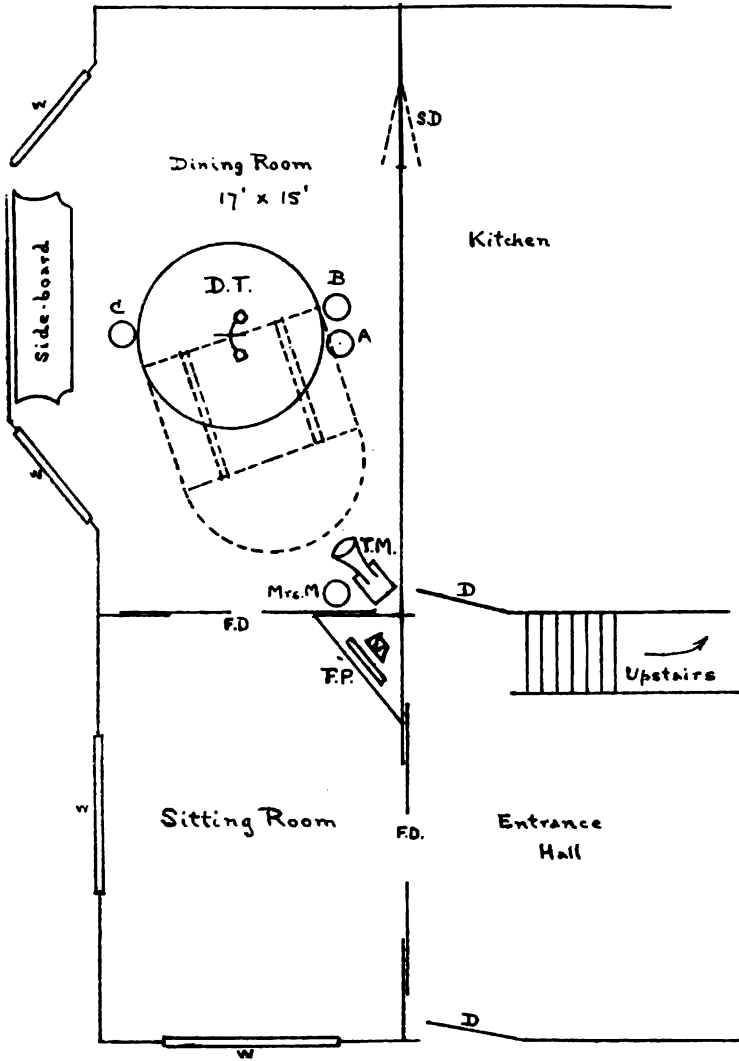 W
S.D
Dining Room
17' x 15'
Kitchen
Side-board
D.T.
B
C
A
W
T.M.
Mrs. M
D
F.D
F.P.
Upstairs
W
Sitting Room
F.D.
Entrance
Hall
D
W